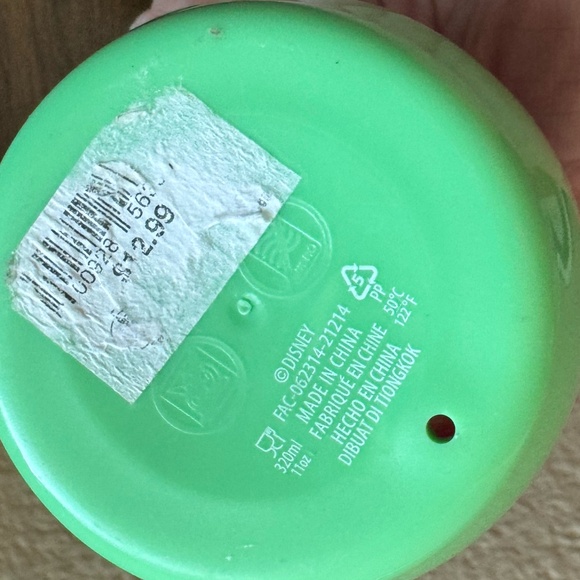 $12.99
©DISNEY
FAC-062314-21214
MADE IN CHINA
FABRIQUÉ EN CHINE
HECHO EN CHINA
DIBUAT DI TIONGKOK
5
PP
50°C
122°F
320ml
11oz